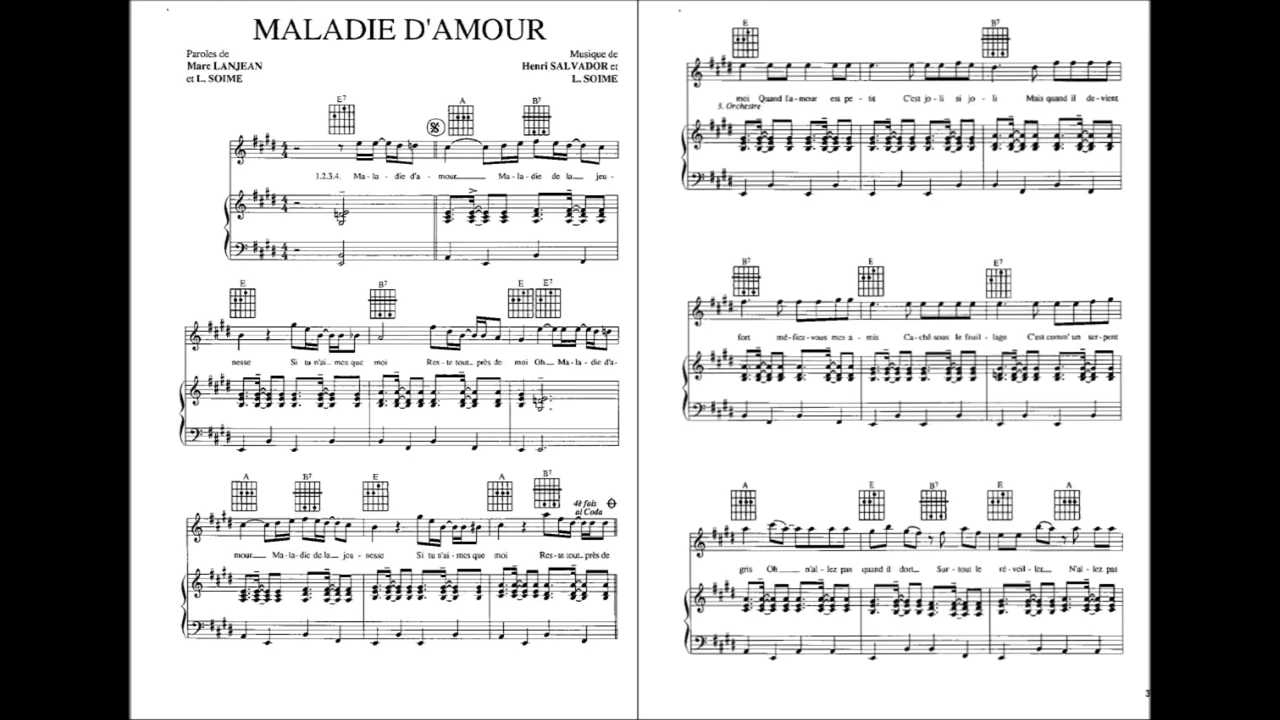 MALADIE D'AMOUR
Paroles de
Marc LANJEAN
et L. SOIME
Musique de
Henri SALVADOR et
L. SOIME
E7 A B7
1.2.3.4. Ma-la-die d'a-mour Ma-la-die de la jeu-
E B7 E E7
nesse Si tu n'ai-mes que moi Res-te tout près de moi Oh Ma-la-die d'a-
A B7 E A B7
4è fois
al Coda
mour Ma-la-die de la jeu-nesse Si tu n'ai-mes que moi Res-te tout près de
E B7
moi Quand l'a-mour est pe-tit C'est jo-li si jo-li Mais quand il de-vient
3. Orchestre
B7 E E7
fort mé-fiez-vous mes a-mis Ca-ché sous le feuil-lage C'est comm' un ser-pent
A E B7 E A
gris Oh n'al-lez pas quand il dort Sur-tout le ré-veil-ler N'al-lez pas
3